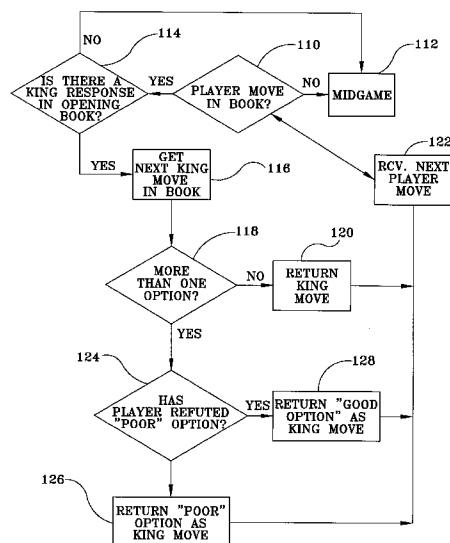 NO
114
110
112
IS THERE A
KING RESPONSE
IN OPENING
BOOK?
YES
PLAYER MOVE
IN BOOK?
NO
MIDGAME
122
YES
GET
NEXT KING
MOVE
IN BOOK
116
RCV. NEXT
PLAYER
MOVE
118
120
MORE
THAN ONE
OPTION?
NO
RETURN
KING
MOVE
YES
124
128
HAS
PLAYER REFUTED
"POOR" OPTION?
YES
RETURN "GOOD
OPTION" AS
KING MOVE
126
RETURN "POOR"
OPTION AS
KING MOVE